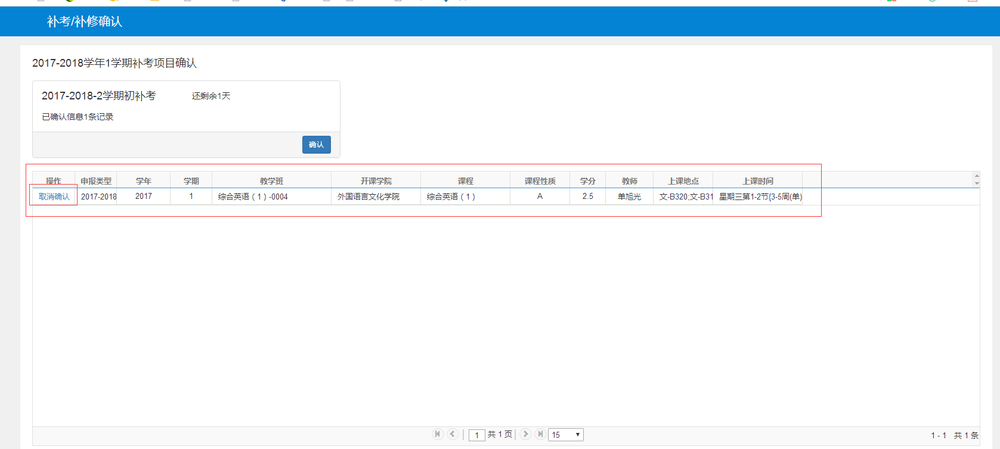 补考/补修确认
2017-2018学年1学期补考项目确认
2017-2018-2学期初补考 还剩余1天
已确认信息1条记录
确认
操作 申报类型 学年 学期 教学班 开课学院 课程 课程性质 学分 教师 上课地点 上课时间
取消确认 2017-2018 2017 1 综合英语（1）-0004 外国语言文化学院 综合英语（1） A 2.5 单旭光 文-B320;文-B31 星期三第1-2节{3-5周(单)
1 共 1 页 15 1 - 1 共 1 条